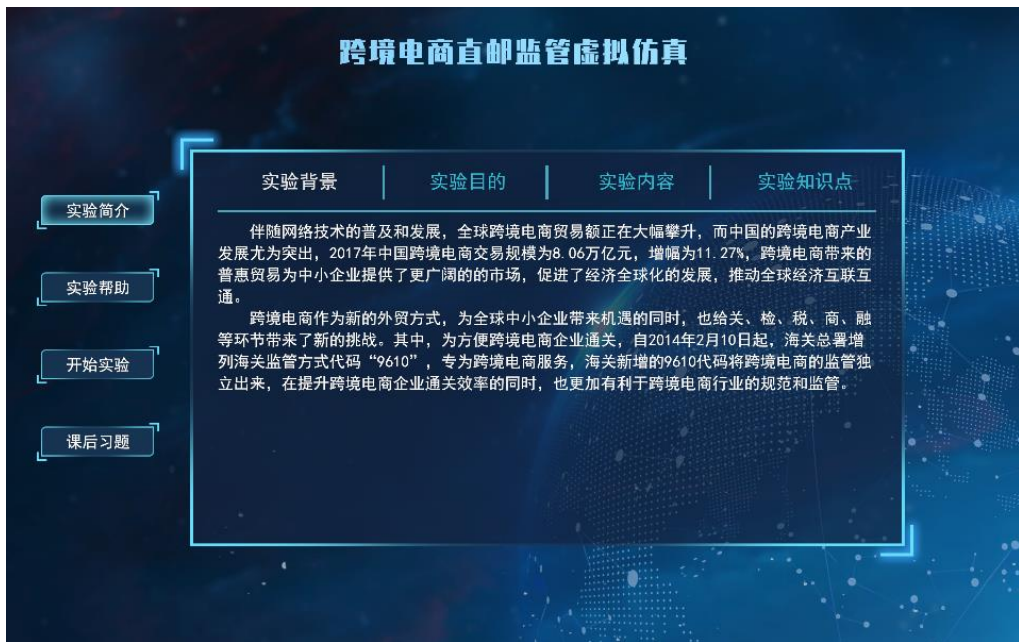 跨境电商直邮监管虚拟仿真
实验背景
实验目的
实验内容
实验知识点
实验简介
实验帮助
开始实验
课后习题
伴随网络技术的普及和发展，全球跨境电商贸易额正在大幅攀升，而中国的跨境电商产业
发展尤为突出，2017年中国跨境电商交易规模为8.06万亿元，增幅为11.27%，跨境电商带来的
普惠贸易为中小企业提供了更广阔的的市场，促进了经济全球化的发展，推动全球经济互联互
通。
跨境电商作为新的外贸方式，为全球中小企业带来机遇的同时，也给关、检、税、商、融
等环节带来了新的挑战。其中，为方便跨境电商企业通关，自2014年2月10日起，海关总署增
列海关监管方式代码“9610”，专为跨境电商服务，海关新增的9610代码将跨境电商的监管独
立出来，在提升跨境电商企业通关效率的同时，也更加有利于跨境电商行业的规范和监管。